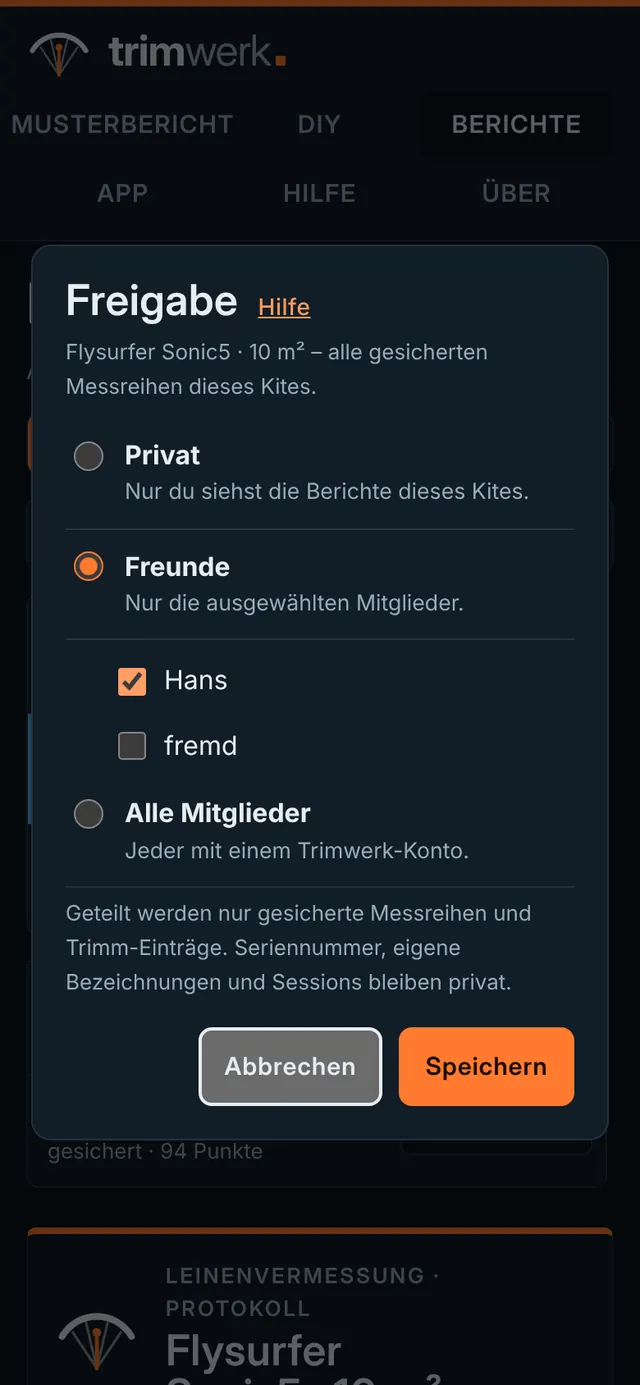 trimwerk.
MUSTERBERICHT DIY BERICHTE
APP HILFE ÜBER
Freigabe Hilfe
Flysurfer Sonic5 · 10 m² – alle gesicherten
Messreihen dieses Kites.
Privat
Nur du siehst die Berichte dieses Kites.
Freunde
Nur die ausgewählten Mitglieder.
Hans
fremd
Alle Mitglieder
Jeder mit einem Trimwerk-Konto.
Geteilt werden nur gesicherte Messreihen und
Trimm-Einträge. Seriennummer, eigene
Bezeichnungen und Sessions bleiben privat.
Abbrechen Speichern
gesichert · 94 Punkte
LEINENVERMESSUNG ·
PROTOKOLL
Flysurfer
Sonic5 · 10 m²